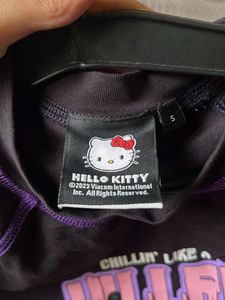 HELLO KITTY
©2023 Viacom International
Inc. All Rights Reserved.
S
CHILLIN' LIKE A